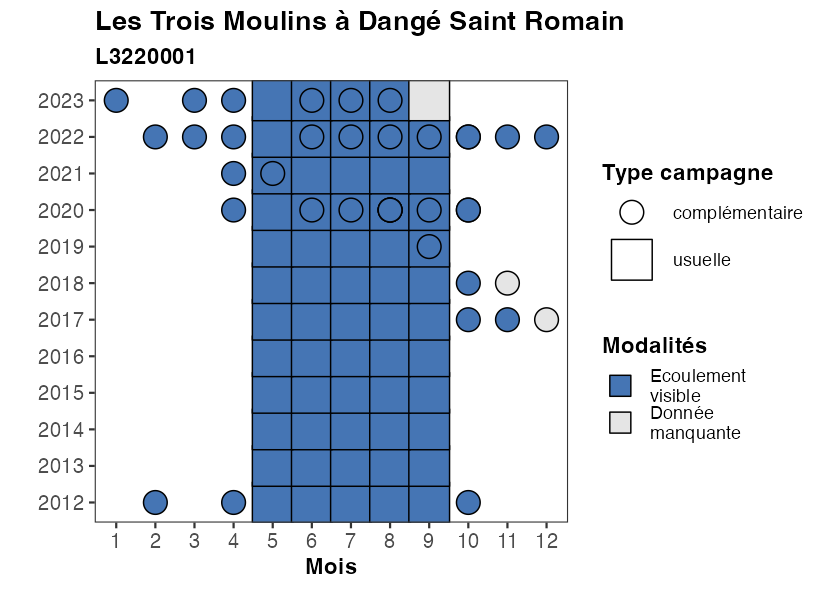 Les Trois Moulins à Dangé Saint Romain
L3220001
2023
2022
2021
2020
2019
2018
2017
2016
2015
2014
2013
2012
1 2 3 4 5 6 7 8 9 10 11 12
Mois
Type campagne
complémentaire
usuelle
Modalités
Ecoulement
visible
Donnée
manquante